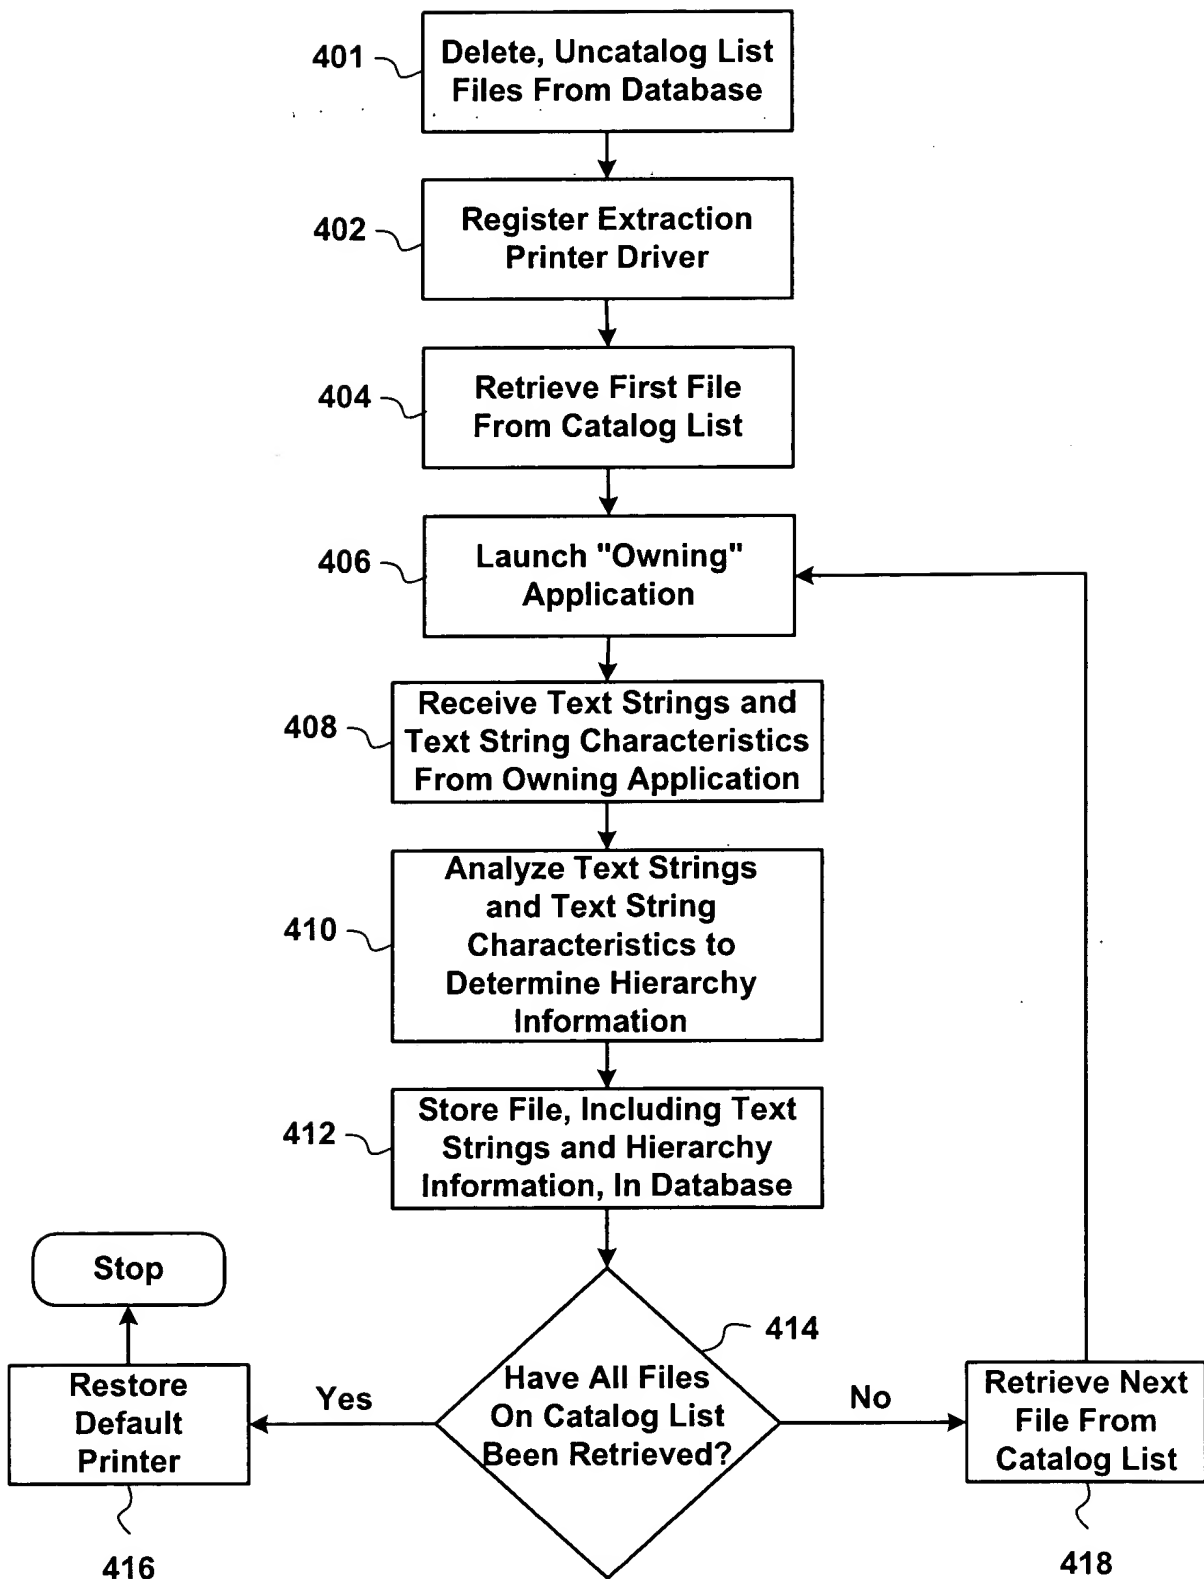 401
Delete, Uncatalog List
Files From Database
402
Register Extraction
Printer Driver
404
Retrieve First File
From Catalog List
406
Launch "Owning"
Application
408
Receive Text Strings and
Text String Characteristics
From Owning Application
410
Analyze Text Strings
and Text String
Characteristics to
Determine Hierarchy
Information
412
Store File, Including Text
Strings and Hierarchy
Information, In Database
Stop
414
Have All Files
On Catalog List
Been Retrieved?
Yes
No
Restore
Default
Printer
Retrieve Next
File From
Catalog List
416
418